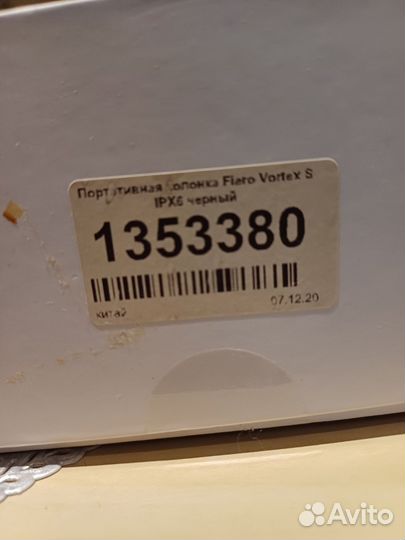 Портативная колонка Fiero Vortex S
IPX6 черный
1353380
китай
07.12.20
Avito